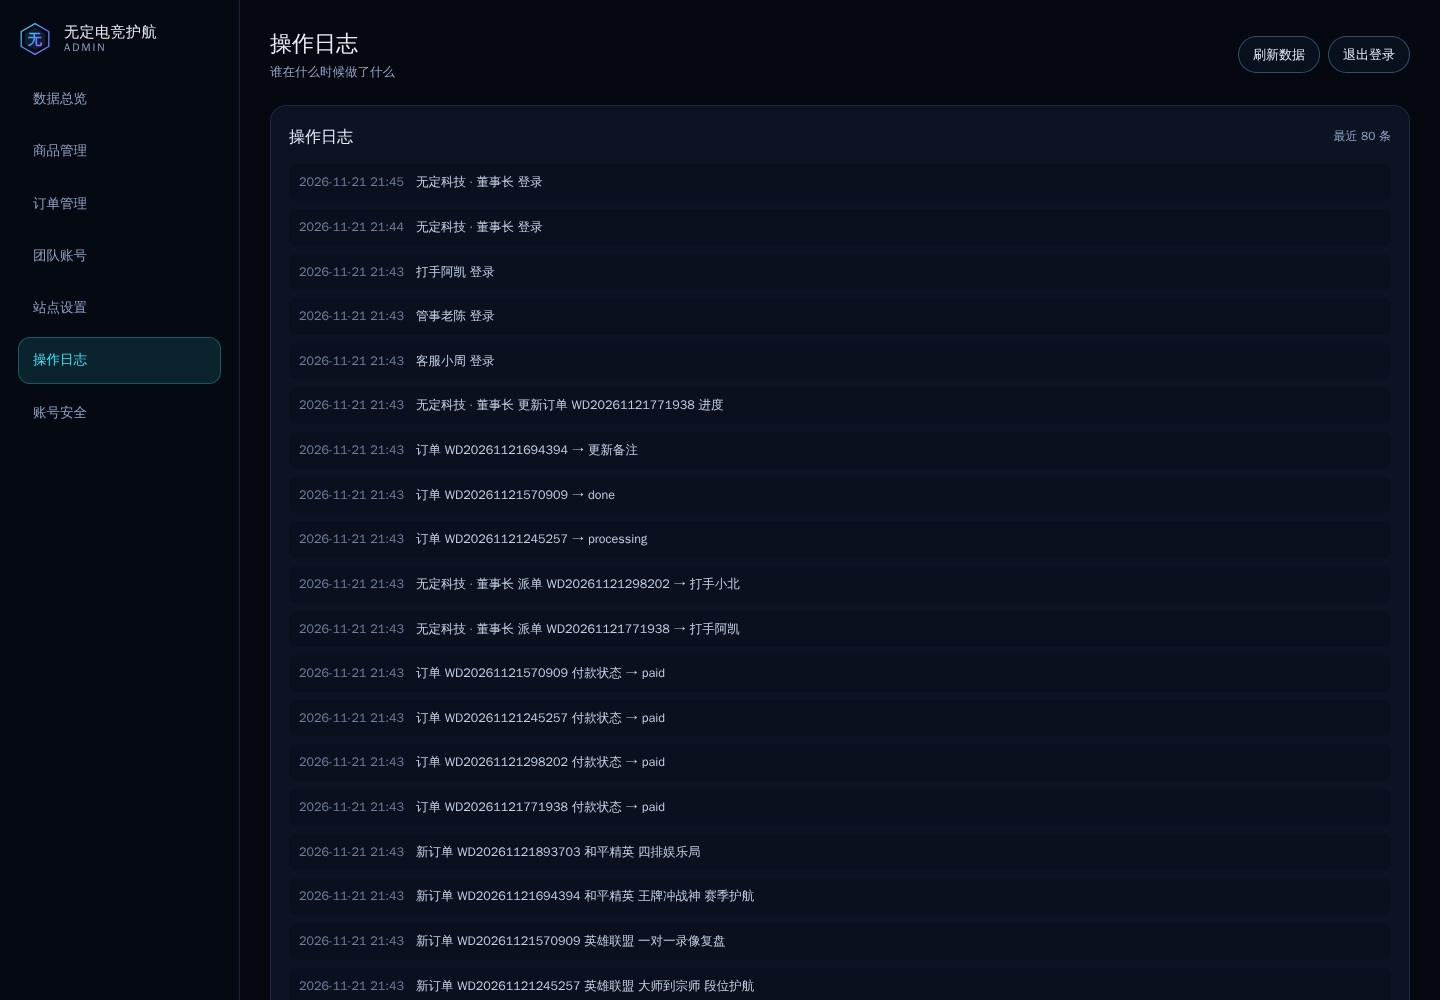 无
无定电竞护航
ADMIN
数据总览
商品管理
订单管理
团队账号
站点设置
操作日志
账号安全
操作日志
谁在什么时候做了什么
刷新数据
退出登录
操作日志
最近 80 条
2026-11-21 21:45 无定科技 · 董事长 登录
2026-11-21 21:44 无定科技 · 董事长 登录
2026-11-21 21:43 打手阿凯 登录
2026-11-21 21:43 管事老陈 登录
2026-11-21 21:43 客服小周 登录
2026-11-21 21:43 无定科技 · 董事长 更新订单 WD20261121771938 进度
2026-11-21 21:43 订单 WD20261121694394 → 更新备注
2026-11-21 21:43 订单 WD20261121570909 → done
2026-11-21 21:43 订单 WD20261121245257 → processing
2026-11-21 21:43 无定科技 · 董事长 派单 WD20261121298202 → 打手小北
2026-11-21 21:43 无定科技 · 董事长 派单 WD20261121771938 → 打手阿凯
2026-11-21 21:43 订单 WD20261121570909 付款状态 → paid
2026-11-21 21:43 订单 WD20261121245257 付款状态 → paid
2026-11-21 21:43 订单 WD20261121298202 付款状态 → paid
2026-11-21 21:43 订单 WD20261121771938 付款状态 → paid
2026-11-21 21:43 新订单 WD20261121893703 和平精英 四排娱乐局
2026-11-21 21:43 新订单 WD20261121694394 和平精英 王牌冲战神 赛季护航
2026-11-21 21:43 新订单 WD20261121570909 英雄联盟 一对一录像复盘
2026-11-21 21:43 新订单 WD20261121245257 英雄联盟 大师到宗师 段位护航